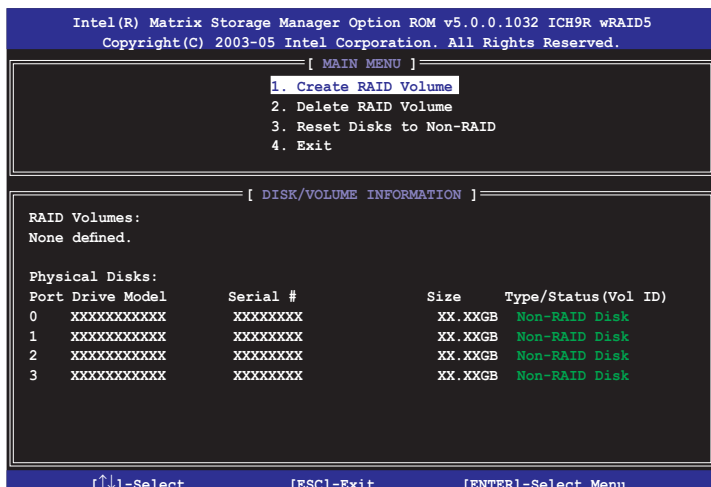 Intel(R) Matrix Storage Manager Option ROM v5.0.0.1032 ICH9R wRAID5
Copyright(C) 2003-05 Intel Corporation. All Rights Reserved.
[ MAIN MENU ]
1. Create RAID Volume
2. Delete RAID Volume
3. Reset Disks to Non-RAID
4. Exit
[ DISK/VOLUME INFORMATION ]
RAID Volumes:
None defined.
Physical Disks:
Port Drive Model Serial # Size Type/Status(Vol ID)
0 XXXXXXXXXXX XXXXXXXX XX.XXGB Non-RAID Disk
1 XXXXXXXXXXX XXXXXXXX XX.XXGB Non-RAID Disk
2 XXXXXXXXXXX XXXXXXXX XX.XXGB Non-RAID Disk
3 XXXXXXXXXXX XXXXXXXX XX.XXGB Non-RAID Disk
[↑↓]-Select [ESC]-Exit [ENTER]-Select Menu